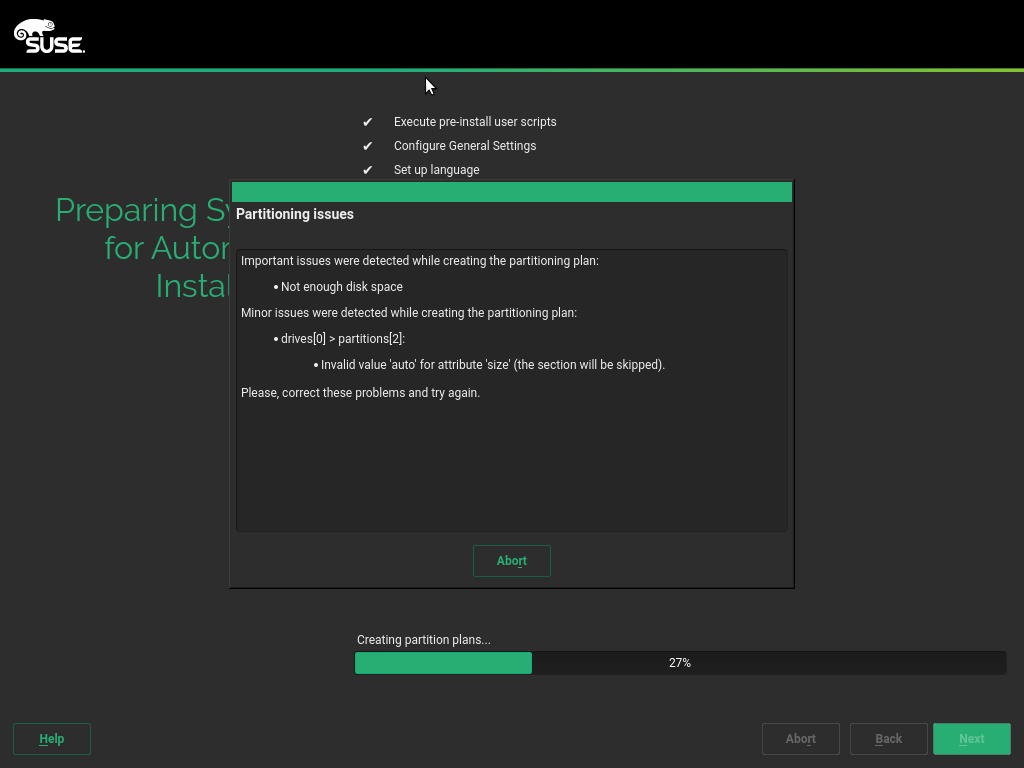 SUSE.
✔ Execute pre-install user scripts
✔ Configure General Settings
✔ Set up language
Preparing Sy
for Autor
Instal
Partitioning issues
Important issues were detected while creating the partitioning plan:
• Not enough disk space
Minor issues were detected while creating the partitioning plan:
• drives[0] > partitions[2]:
• Invalid value 'auto' for attribute 'size' (the section will be skipped).
Please, correct these problems and try again.
Abort
Creating partition plans...
27%
Help
Abort
Back
Next